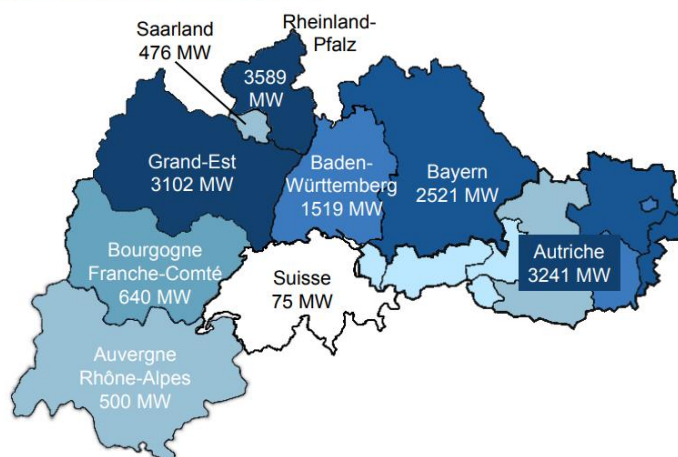 Saarland
476 MW
Rheinland-
Pfalz
3589
MW
Grand-Est
3102 MW
Baden-
Württemberg
1519 MW
Bayern
2521 MW
Bourgogne
Franche-Comté
640 MW
Suisse
75 MW
Autriche
3241 MW
Auvergne
Rhône-Alpes
500 MW